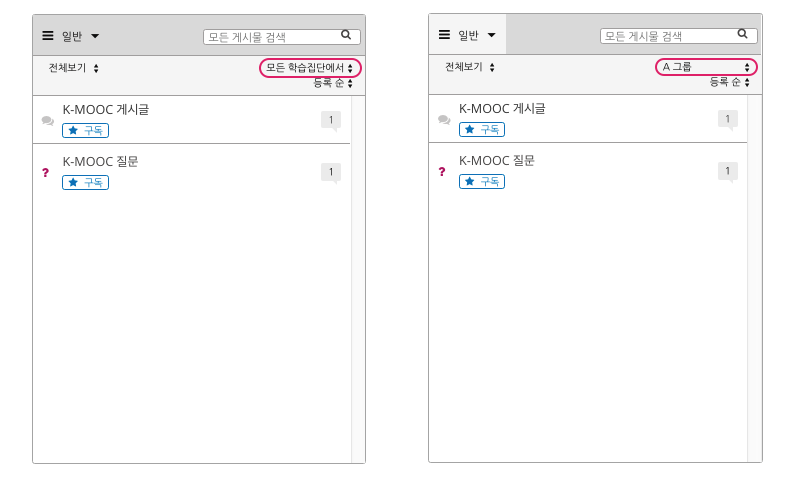 일반
모든 게시물 검색
전체보기
모든 학습집단에서
등록 순
K-MOOC 게시글
1
구독
?
K-MOOC 질문
1
구독
일반
모든 게시물 검색
전체보기
A 그룹
등록 순
K-MOOC 게시글
1
구독
?
K-MOOC 질문
1
구독